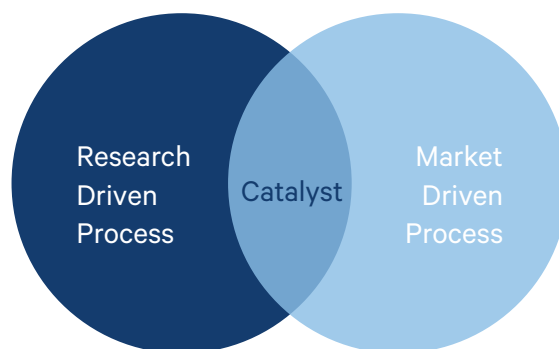 Research
Driven
Process
Catalyst
Market
Driven
Process